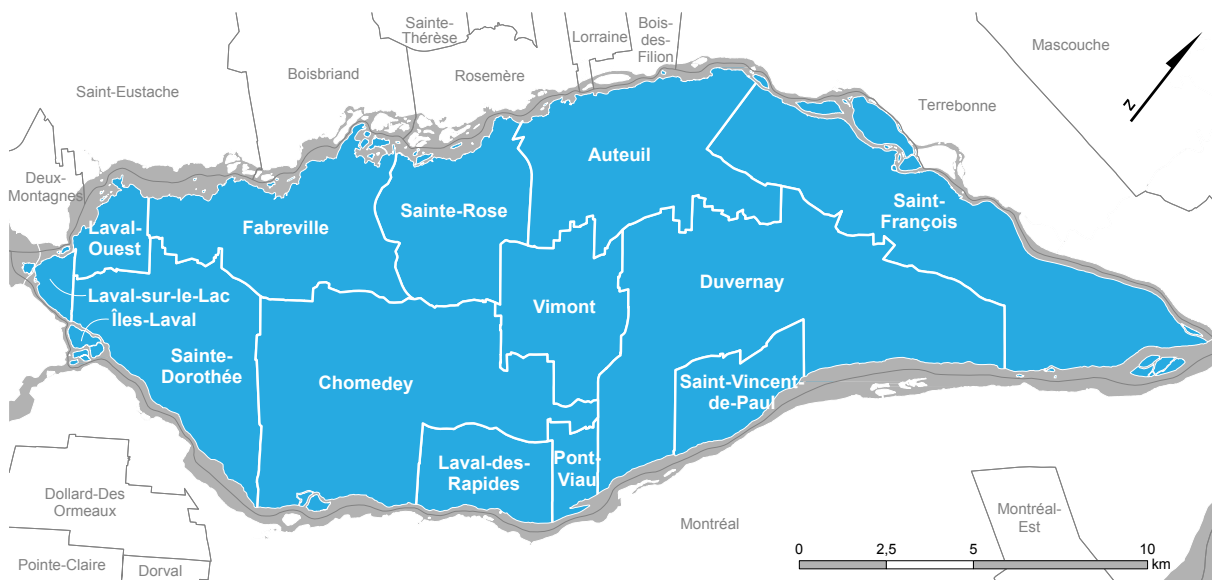 Sainte-
Thérèse
Lorraine
Bois-
des-
Filion
Mascouche
Boisbriand
Rosemère
Saint-Eustache
Terrebonne
N
Deux-
Montagnes
Auteuil
Sainte-Rose
Saint-
François
Fabreville
Laval-
Ouest
Duvernay
Laval-sur-le-Lac
Vimont
Îles-Laval
Sainte-
Dorothée
Chomedey
Saint-Vincent-
de-Paul
Laval-des-
Rapides
Pont-
Viau
Dollard-Des
Ormeaux
Montréal
Montréal-
Est
Pointe-Claire
Dorval
0 2,5 5 10
km